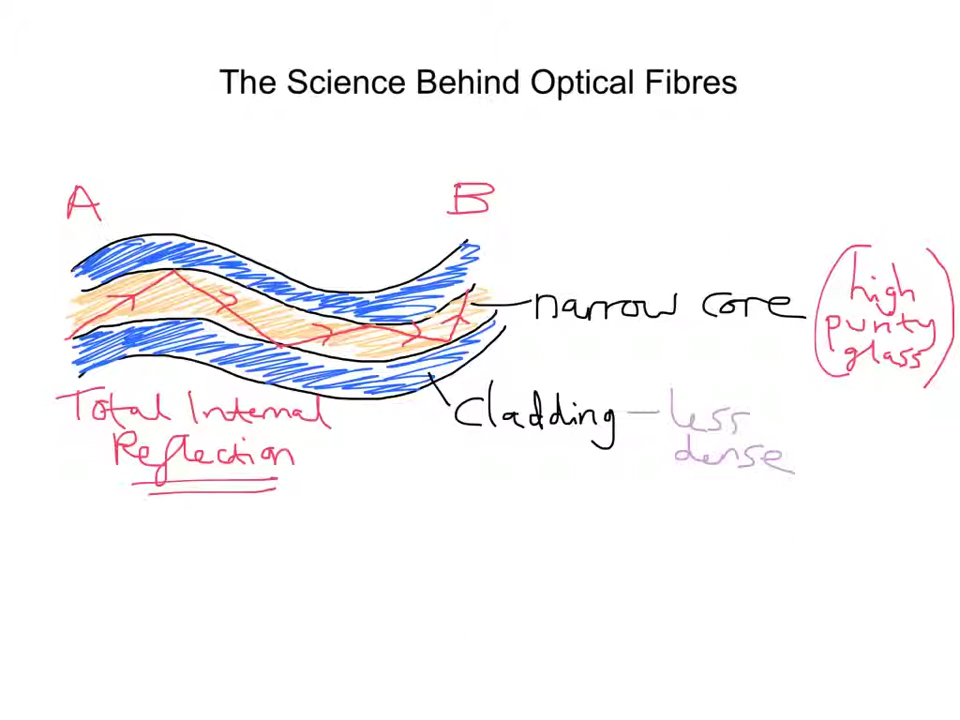 The Science Behind Optical Fibres
A
B
narrow core
(high
purity
glass)
Total Internal
Reflection
Cladding — less
dense